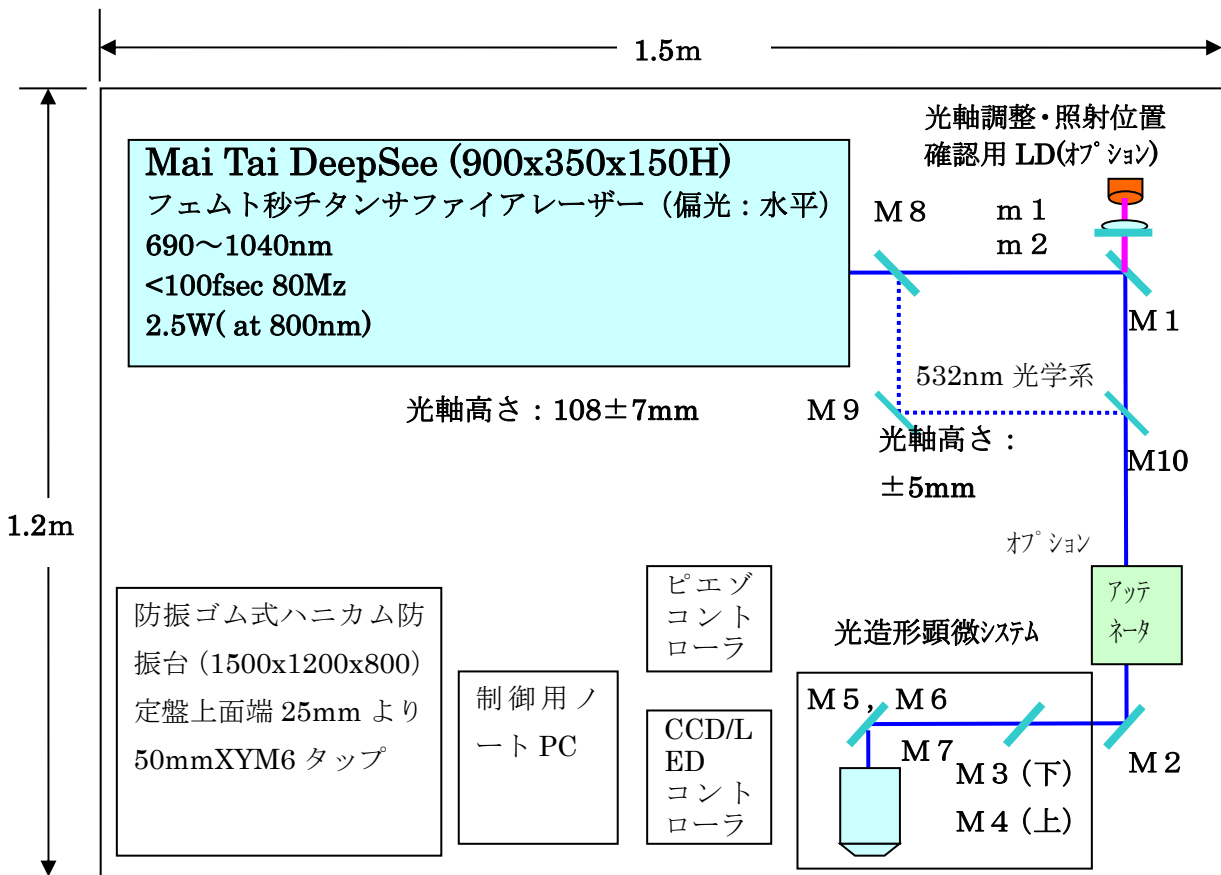 1.5m
光軸調整・照射位置
確認用 LD(ｵﾌﾟｼｮﾝ)
Mai Tai DeepSee (900x350x150H)
フェムト秒チタンサファイアレーザー（偏光：水平）
690～1040nm
<100fsec 80Mz
2.5W( at 800nm)
Ｍ８
ｍ１
ｍ２
Ｍ１
532nm 光学系
光軸高さ：108±7mm
Ｍ９
光軸高さ：
±5mm
Ｍ10
1.2m
ｵﾌﾟｼｮﾝ
ｱｯﾃ
ﾈｰﾀ
防振ゴム式ハニカム防
振台（1500x1200x800）
定盤上面端 25mm より
50mmXYM6 タップ
制御用ノ
ート PC
ピエゾ
コント
ローラ
CCD/L
ED
コント
ローラ
光造形顕微ｼｽﾃﾑ
Ｍ５，Ｍ６
Ｍ７
Ｍ３（下）
Ｍ４（上）
Ｍ２